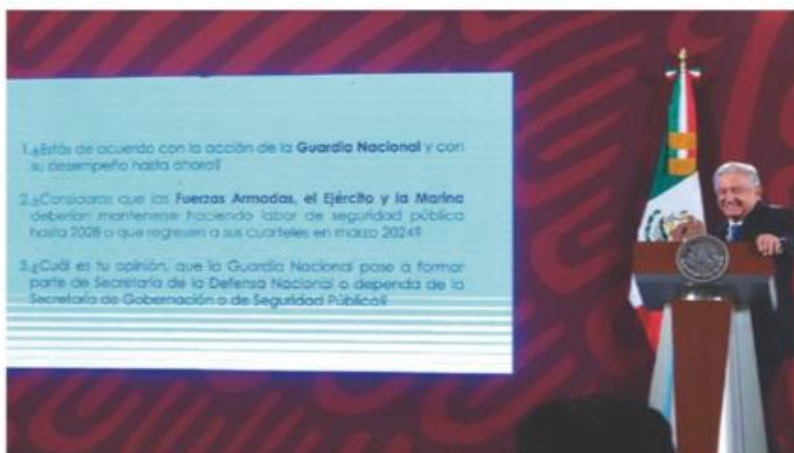 1.¿Estás de acuerdo con la acción de la Guardia Nacional y con
su desempeño hasta ahora?
2.¿Consideras que las Fuerzas Armadas, el Ejército y la Marina
deberían mantenerse haciendo labor de seguridad pública
hasta 2028 o que regresen a sus cuarteles en marzo 2024?
3.¿Cuál es tu opinión, que la Guardia Nacional pase a formar
parte de Secretaría de la Defensa Nacional o dependa de la
Secretaría de Gobernación o de Seguridad Pública?